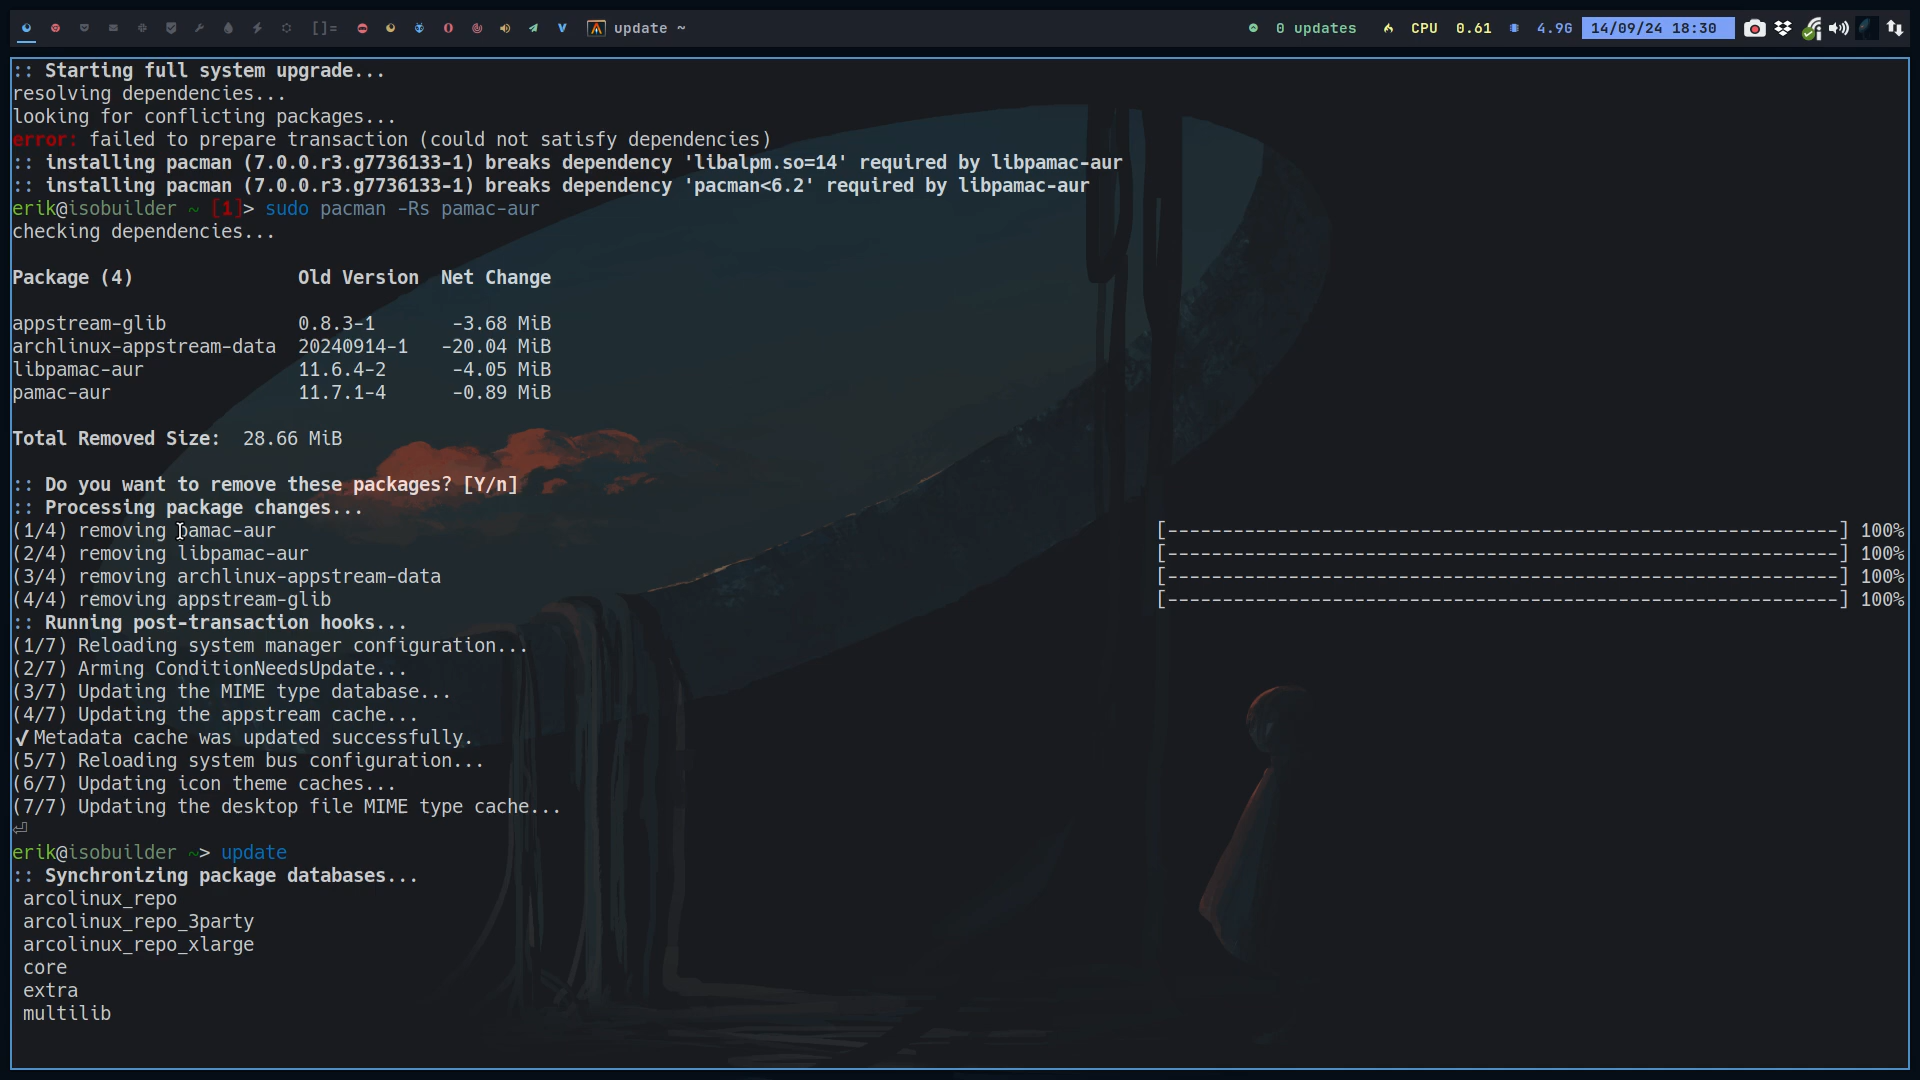 []= update ~ 0 updates CPU 0.61 4.9G 14/09/24 18:30
:: Starting full system upgrade...
resolving dependencies...
looking for conflicting packages...
error: failed to prepare transaction (could not satisfy dependencies)
:: installing pacman (7.0.0.r3.g7736133-1) breaks dependency 'libalpm.so=14' required by libpamac-aur
:: installing pacman (7.0.0.r3.g7736133-1) breaks dependency 'pacman<6.2' required by libpamac-aur
erik@isobuilder ~ [1]> sudo pacman -Rs pamac-aur
checking dependencies...
Package (4) Old Version Net Change
appstream-glib 0.8.3-1 -3.68 MiB
archlinux-appstream-data 20240914-1 -20.04 MiB
libpamac-aur 11.6.4-2 -4.05 MiB
pamac-aur 11.7.1-4 -0.89 MiB
Total Removed Size: 28.66 MiB
:: Do you want to remove these packages? [Y/n]
:: Processing package changes...
(1/4) removing pamac-aur [--------------------------------------------------------------] 100%
(2/4) removing libpamac-aur [--------------------------------------------------------------] 100%
(3/4) removing archlinux-appstream-data [--------------------------------------------------------------] 100%
(4/4) removing appstream-glib [--------------------------------------------------------------] 100%
:: Running post-transaction hooks...
(1/7) Reloading system manager configuration...
(2/7) Arming ConditionNeedsUpdate...
(3/7) Updating the MIME type database...
(4/7) Updating the appstream cache...
✔Metadata cache was updated successfully.
(5/7) Reloading system bus configuration...
(6/7) Updating icon theme caches...
(7/7) Updating the desktop file MIME type cache...
⏎
erik@isobuilder ~> update
:: Synchronizing package databases...
arcolinux_repo
arcolinux_repo_3party
arcolinux_repo_xlarge
core
extra
multilib